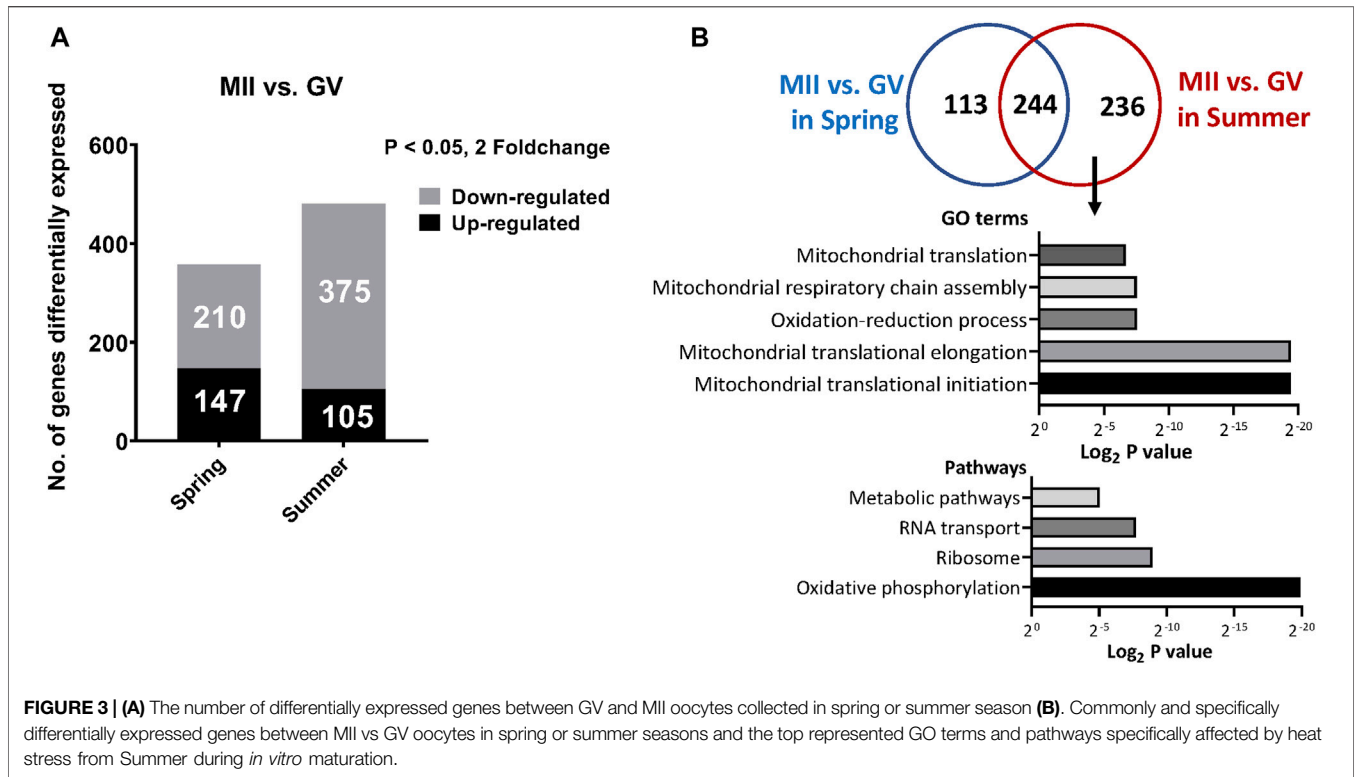 A
MII vs. GV
P < 0.05, 2 Foldchange
Down-regulated
Up-regulated
No. of genes differentially expressed
600
400
200
0
210
147
375
105
Spring
Summer
B
MII vs. GV
in Spring
113
244
236
MII vs. GV
in Summer
GO terms
Mitochondrial translation
Mitochondrial respiratory chain assembly
Oxidation-reduction process
Mitochondrial translational elongation
Mitochondrial translational initiation
2⁰ 2⁻⁵ 2⁻¹⁰ 2⁻¹⁵ 2⁻²⁰
Log₂ P value
Pathways
Metabolic pathways
RNA transport
Ribosome
Oxidative phosphorylation
2⁰ 2⁻⁵ 2⁻¹⁰ 2⁻¹⁵ 2⁻²⁰
Log₂ P value
FIGURE 3 | (A) The number of differentially expressed genes between GV and MII oocytes collected in spring or summer season (B). Commonly and specifically
differentially expressed genes between MII vs GV oocytes in spring or summer seasons and the top represented GO terms and pathways specifically affected by heat
stress from Summer during in vitro maturation.